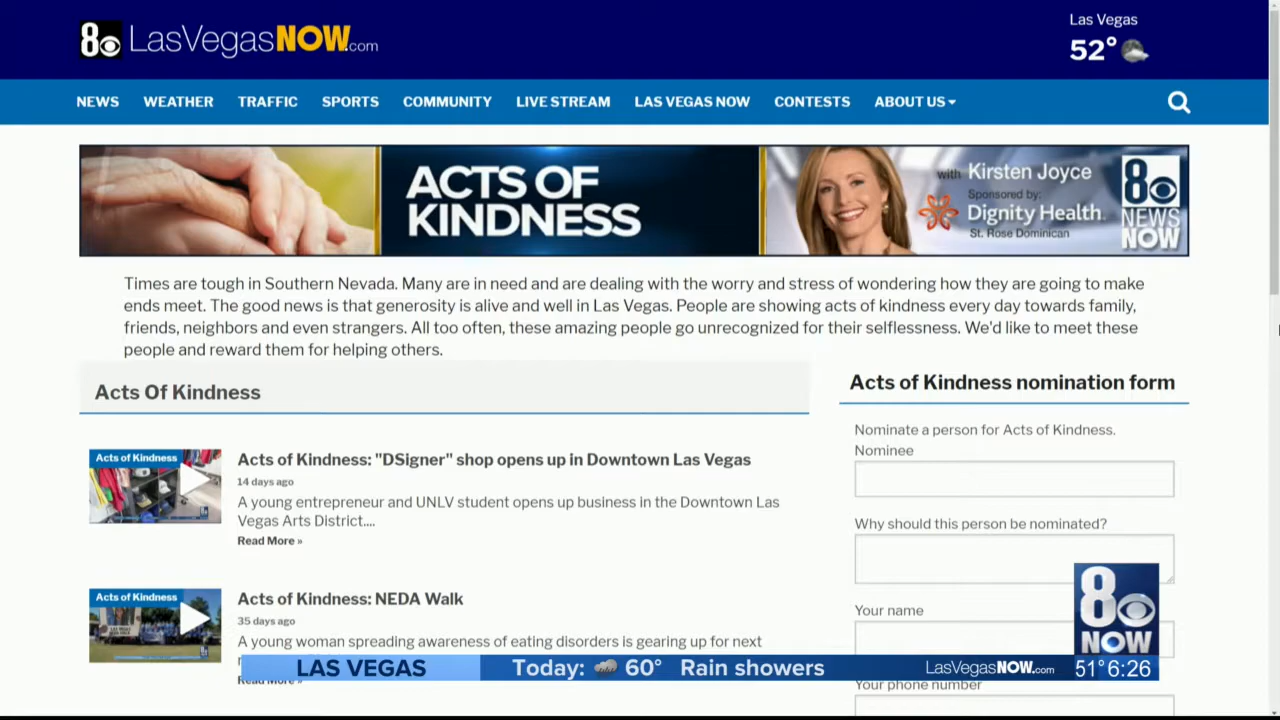 8 LasVegasNOW.com
Las Vegas
52°
NEWS WEATHER TRAFFIC SPORTS COMMUNITY LIVE STREAM LAS VEGAS NOW CONTESTS ABOUT US
ACTS OF
KINDNESS
with Kirsten Joyce
Sponsored by:
Dignity Health.
St. Rose Dominican
8
NEWS
NOW
Times are tough in Southern Nevada. Many are in need and are dealing with the worry and stress of wondering how they are going to make
ends meet. The good news is that generosity is alive and well in Las Vegas. People are showing acts of kindness every day towards family,
friends, neighbors and even strangers. All too often, these amazing people go unrecognized for their selflessness. We'd like to meet these
people and reward them for helping others.
Acts Of Kindness
Acts of Kindness
Acts of Kindness: "DSigner" shop opens up in Downtown Las Vegas
14 days ago
A young entrepreneur and UNLV student opens up business in the Downtown Las
Vegas Arts District....
Read More »
Acts of Kindness
Acts of Kindness: NEDA Walk
35 days ago
A young woman spreading awareness of eating disorders is gearing up for next
Read More »
Acts of Kindness nomination form
Nominate a person for Acts of Kindness.
Nominee
Why should this person be nominated?
Your name
Your phone number
8
NOW
LAS VEGAS Today: 60° Rain showers LasVegasNOW.com 51° 6:26